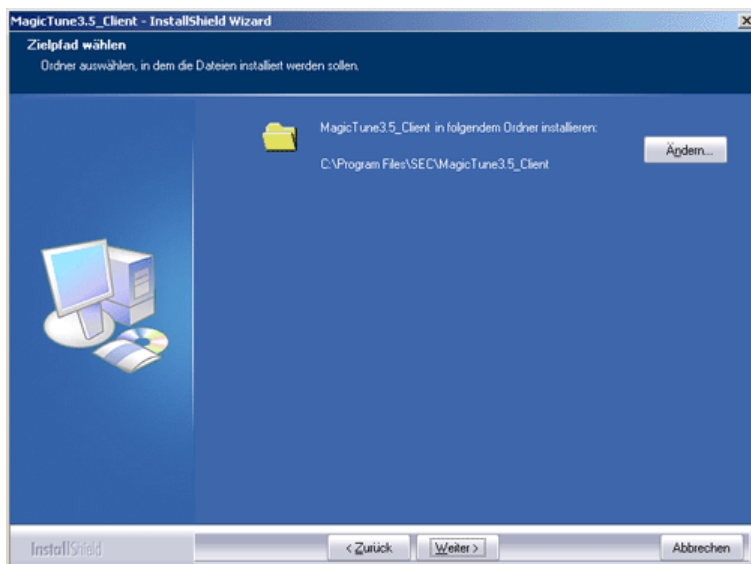 MagicTune3.5_Client - InstallShield Wizard
Zielpfad wählen
Ordner auswählen, in dem die Dateien installiert werden sollen.
MagicTune3.5_Client in folgendem Ordner installieren:
Ändern...
C:\Program Files\SEC\MagicTune3.5_Client
InstallShield
< Zurück
Weiter >
Abbrechen